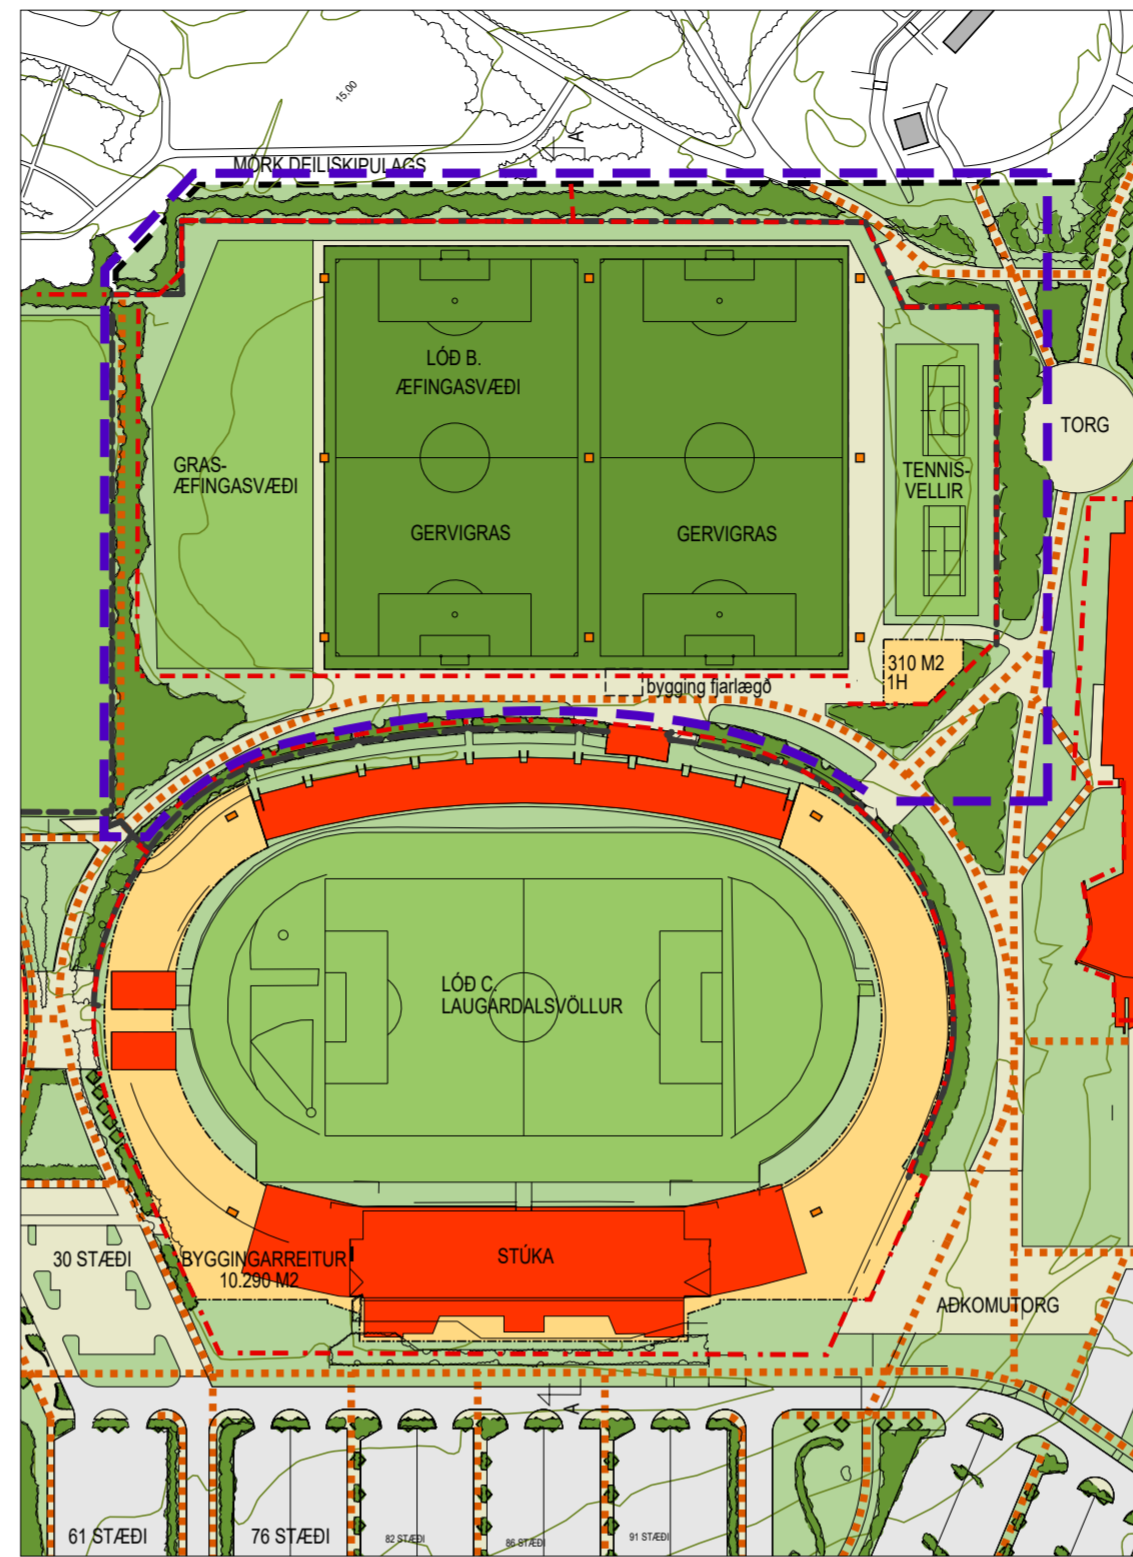 15.00
A
MÖRK DEILISKIPULAGS
LÓÐ B.
ÆFINGASVÆÐI
TORG
GRAS-
ÆFINGASVÆÐI
TENNIS-
VELLIR
GERVIGRAS
GERVIGRAS
310 M2
1H
bygging fjarlægð
LÓÐ C.
LAUGARDALSVÖLLUR
30 STÆÐI
BYGGINGARREITUR
10.290 M2
STÚKA
AÐKOMUTORG
A
61 STÆÐI
76 STÆÐI
82 STÆÐI
86 STÆÐI
91 STÆÐI